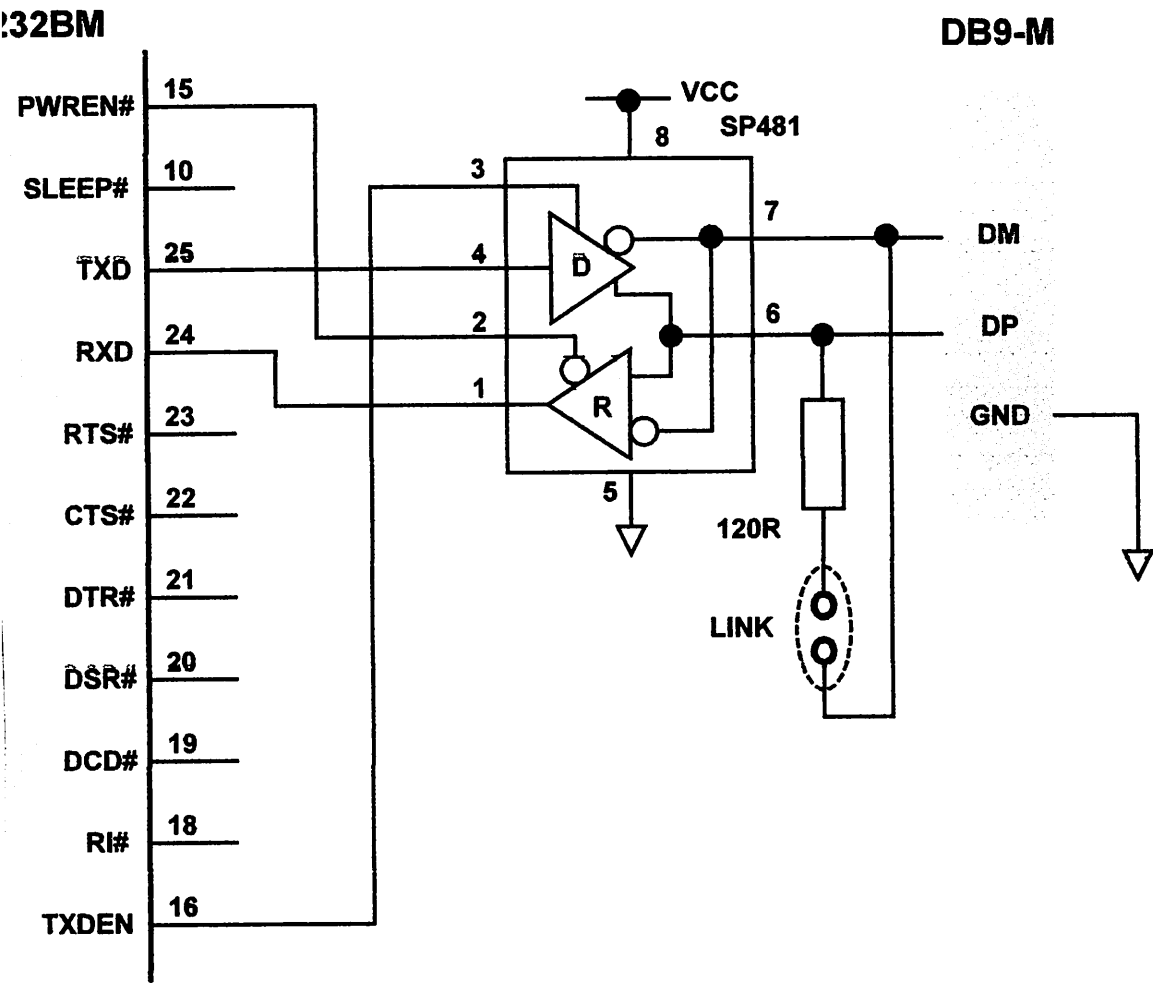 232BM
DB9-M
PWREN# 15
SLEEP# 10
TXD 25
RXD 24
RTS# 23
CTS# 22
DTR# 21
DSR# 20
DCD# 19
RI# 18
TXDEN 16
VCC
SP481
8
3
4
2
1
5
7
6
D
R
DM
DP
GND
120R
LINK